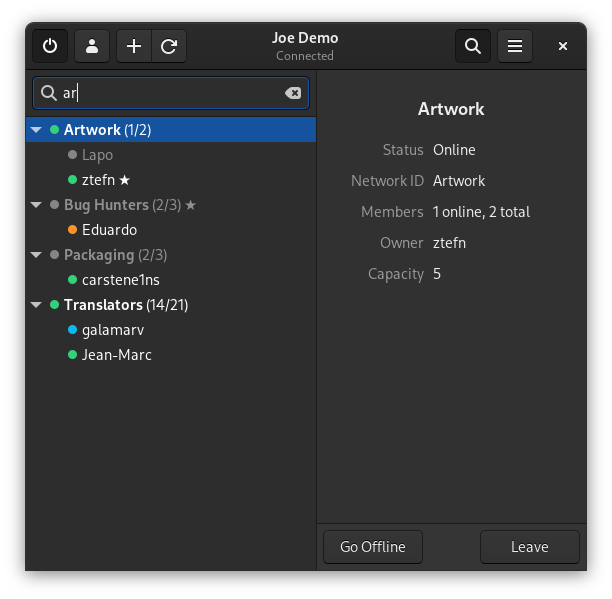 Joe Demo
Connected
ar
Artwork (1/2)
Lapo
ztefn ★
Bug Hunters (2/3) ★
Eduardo
Packaging (2/3)
carstene1ns
Translators (14/21)
galamarv
Jean-Marc
Artwork
Status Online
Network ID Artwork
Members 1 online, 2 total
Owner ztefn
Capacity 5
Go Offline
Leave